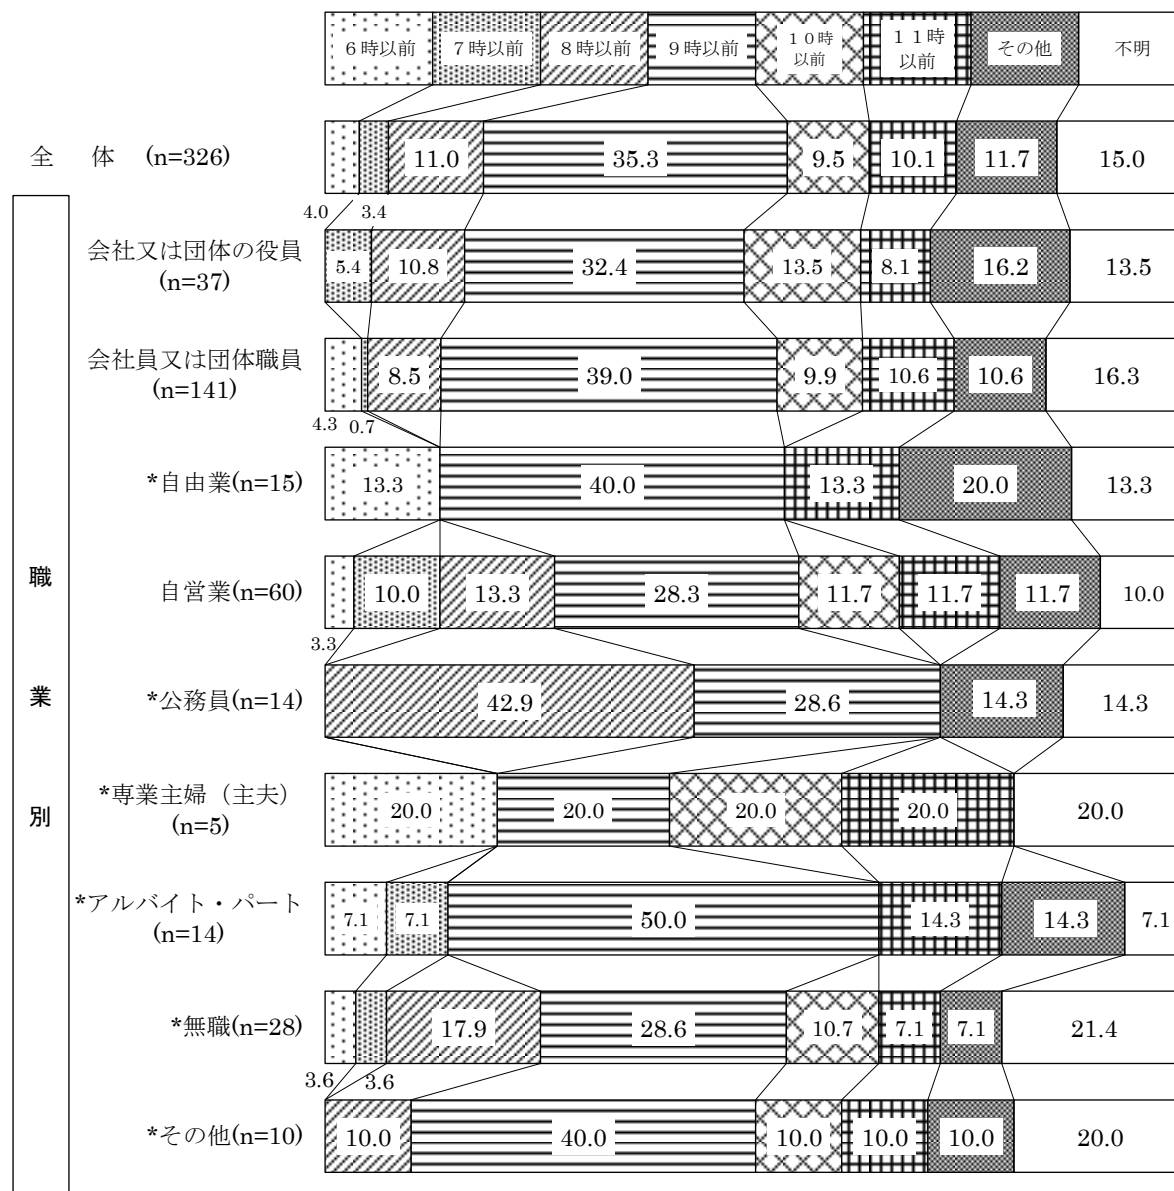 ６時以前 ７時以前 ８時以前 ９時以前 １０時以前 １１時以前 その他 不明
全 体 (n=326) 11.0 35.3 9.5 10.1 11.7 15.0
4.0 3.4
会社又は団体の役員
(n=37)
5.4 10.8 32.4 13.5 8.1 16.2 13.5
会社員又は団体職員
(n=141)
8.5 39.0 9.9 10.6 10.6 16.3
4.3 0.7
*自由業(n=15) 13.3 40.0 13.3 20.0 13.3
自営業(n=60) 10.0 13.3 28.3 11.7 11.7 11.7 10.0
3.3
*公務員(n=14) 42.9 28.6 14.3 14.3
*専業主婦（主夫）
(n=5)
20.0 20.0 20.0 20.0 20.0
*アルバイト・パート
(n=14)
7.1 7.1 50.0 14.3 14.3 7.1
*無職(n=28) 17.9 28.6 10.7 7.1 7.1 21.4
3.6 3.6
*その他(n=10) 10.0 40.0 10.0 10.0 10.0 20.0
職業別